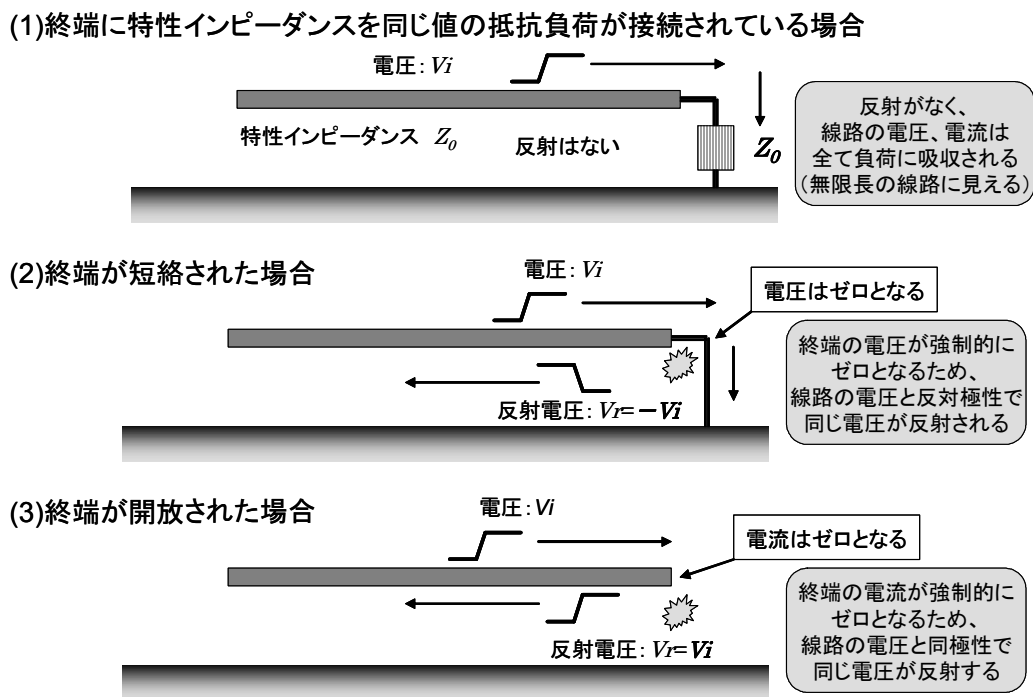 (1)終端に特性インピーダンスを同じ値の抵抗負荷が接続されている場合
電圧: Vi
特性インピーダンス Z0
反射はない
Z0
反射がなく、
線路の電圧、電流は
全て負荷に吸収される
(無限長の線路に見える)
(2)終端が短絡された場合
電圧: Vi
電圧はゼロとなる
反射電圧: Vr=−Vi
終端の電圧が強制的に
ゼロとなるため、
線路の電圧と反対極性で
同じ電圧が反射される
(3)終端が開放された場合
電圧: Vi
電流はゼロとなる
反射電圧: Vr=Vi
終端の電流が強制的に
ゼロとなるため、
線路の電圧と同極性で
同じ電圧が反射する